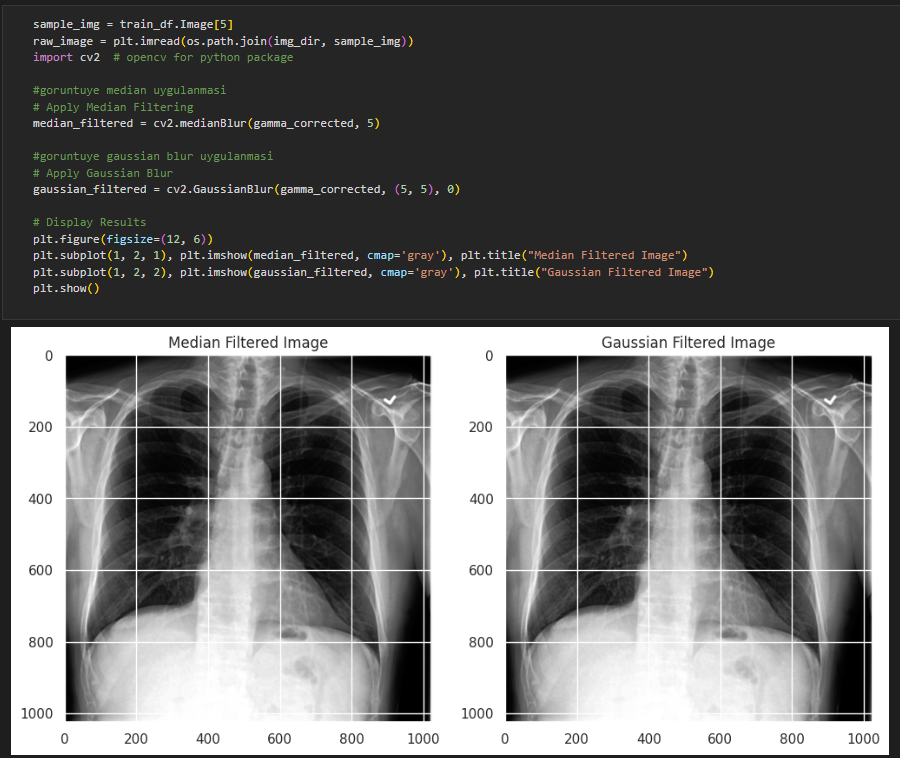 sample_img = train_df.Image[5]
raw_image = plt.imread(os.path.join(img_dir, sample_img))
import cv2  # opencv for python package
#goruntuye median uygulanmasi
# Apply Median Filtering
median_filtered = cv2.medianBlur(gamma_corrected, 5)
#goruntuye gaussian blur uygulanmasi
# Apply Gaussian Blur
gaussian_filtered = cv2.GaussianBlur(gamma_corrected, (5, 5), 0)
# Display Results
plt.figure(figsize=(12, 6))
plt.subplot(1, 2, 1), plt.imshow(median_filtered, cmap='gray'), plt.title("Median Filtered Image")
plt.subplot(1, 2, 2), plt.imshow(gaussian_filtered, cmap='gray'), plt.title("Gaussian Filtered Image")
plt.show()
Median Filtered Image
0
200
400
600
800
1000
0 200 400 600 800 1000
Gaussian Filtered Image
0
200
400
600
800
1000
0 200 400 600 800 1000